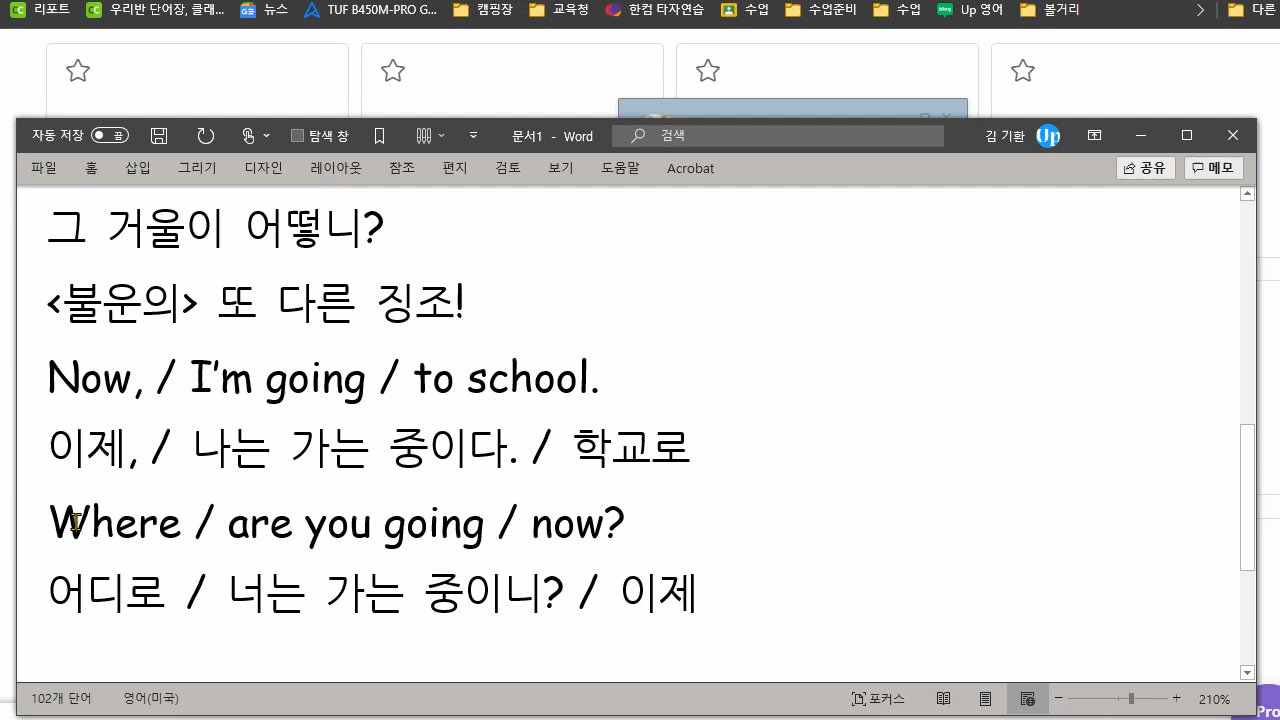 리포트 우리반 단어장, 클래... 뉴스 TUF B450M-PRO G... 캠핑장 교육청 한컴 타자연습 수업 수업준비 수업 Up 영어 볼거리 다른
자동 저장 끔 탐색 창 문서1 - Word 검색 김 기환 Up
파일 홈 삽입 그리기 디자인 레이아웃 참조 편지 검토 보기 도움말 Acrobat 공유 메모
그 거울이 어떻니?
<불운의> 또 다른 징조!
Now, / I'm going / to school.
이제, / 나는 가는 중이다. / 학교로
Where / are you going / now?
어디로 / 너는 가는 중이니? / 이제
102개 단어 영어(미국) 포커스 210%
Pro